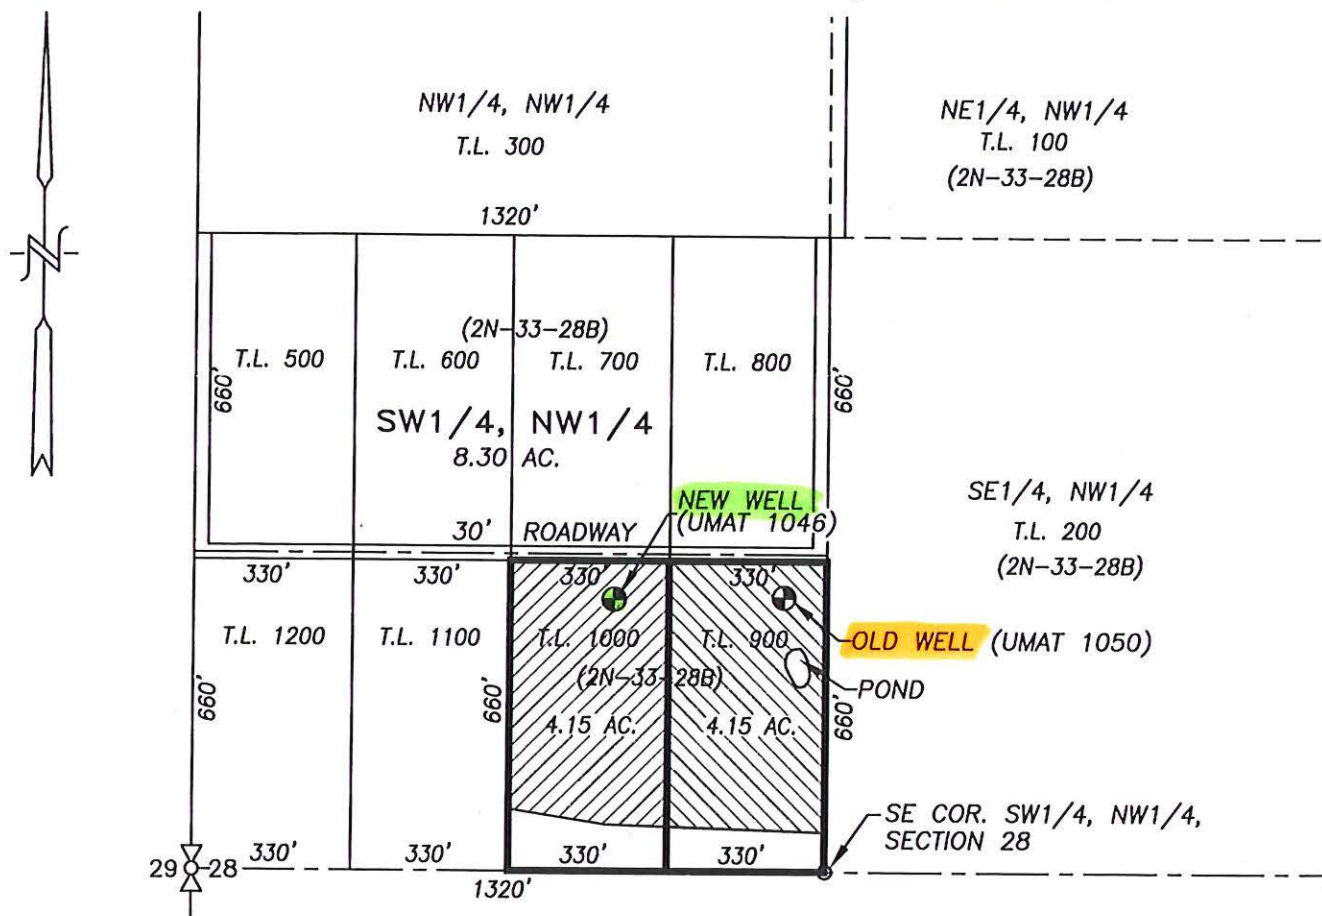 NW1/4, NW1/4
T.L. 300
NE1/4, NW1/4
T.L. 100
(2N-33-28B)
1320'
N
(2N-33-28B)
T.L. 500
T.L. 600
T.L. 700
T.L. 800
660'
660'
SW1/4, NW1/4
8.30 AC.
SE1/4, NW1/4
T.L. 200
(2N-33-28B)
NEW WELL
(UMAT 1046)
30' ROADWAY
330'
330'
330'
330'
T.L. 1200
T.L. 1100
T.L. 1000
T.L. 900
OLD WELL (UMAT 1050)
(2N-33-28B)
POND
660'
660'
660'
4.15 AC.
4.15 AC.
SE COR. SW1/4, NW1/4,
SECTION 28
29
28
330'
330'
330'
330'
1320'